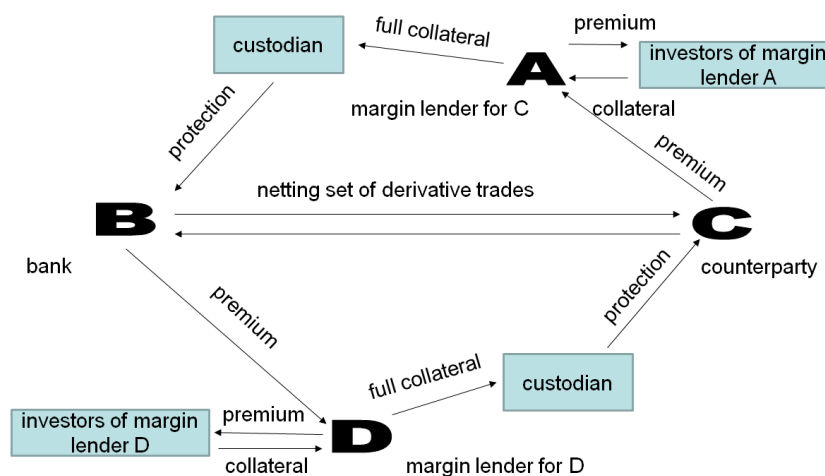 full collateral
premium
custodian
investors of margin
lender A
A
margin lender for C
collateral
protection
premium
netting set of derivative trades
B
C
bank
counterparty
premium
protection
full collateral
custodian
investors of margin
lender D
premium
D
collateral
margin lender for D